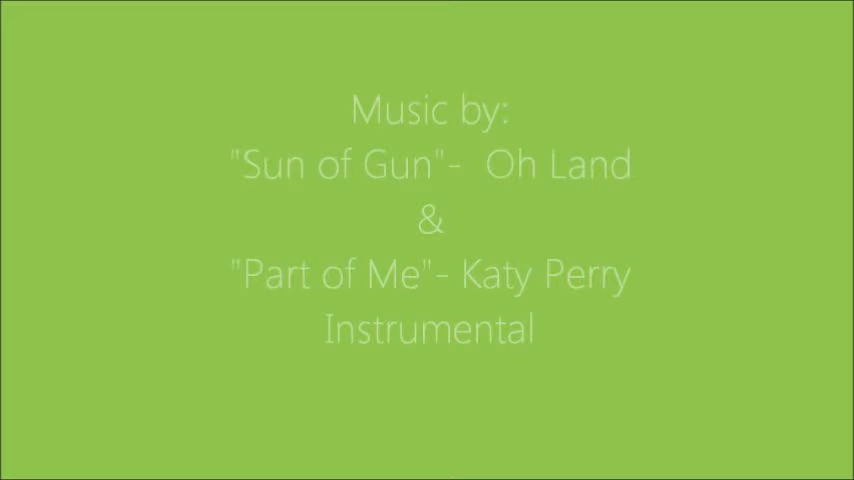 Music by:
"Sun of Gun"-  Oh Land
&
"Part of Me"- Katy Perry
Instrumental